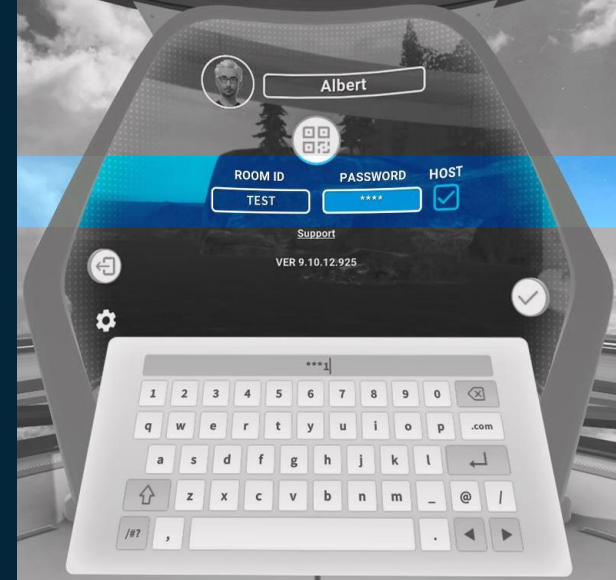 Albert
ROOM ID PASSWORD HOST
TEST ****
Support
VER 9.10.12.925
***1
1 2 3 4 5 6 7 8 9 0
q w e r t y u i o p .com
a s d f g h j k l
z x c v b n m _ @ /
/#? , .